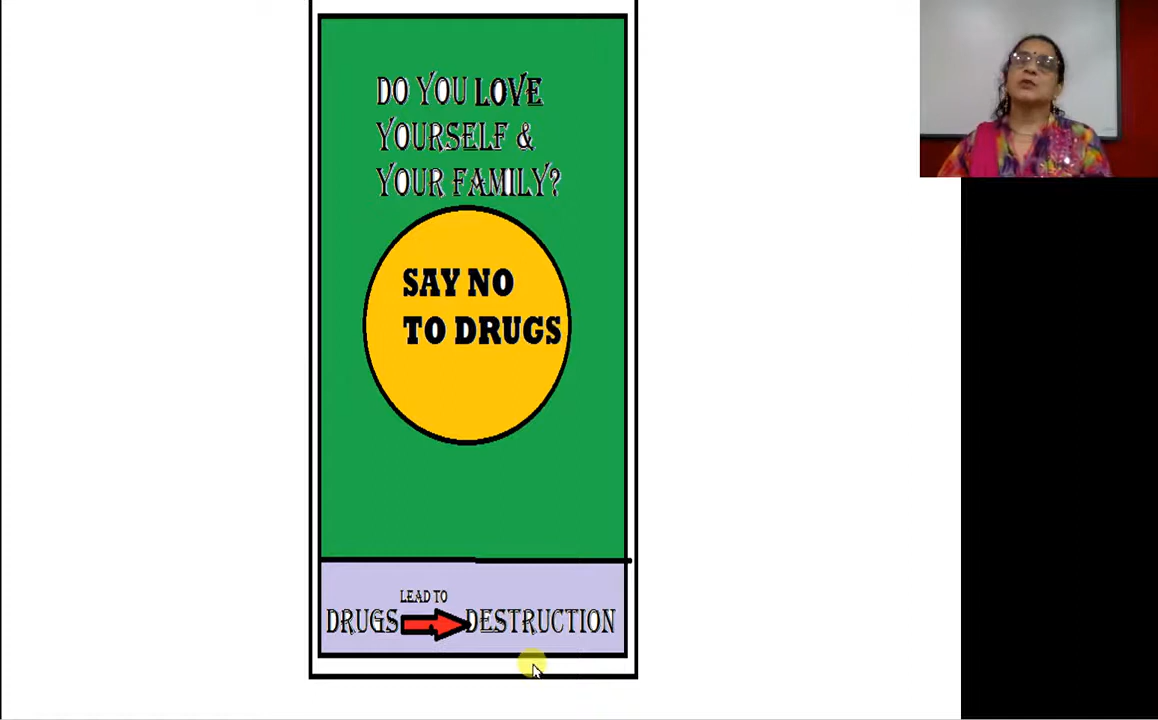 DO YOU LOVE
YOURSELF &
YOUR FAMILY?
SAY NO
TO DRUGS
LEAD TO
DRUGS DESTRUCTION